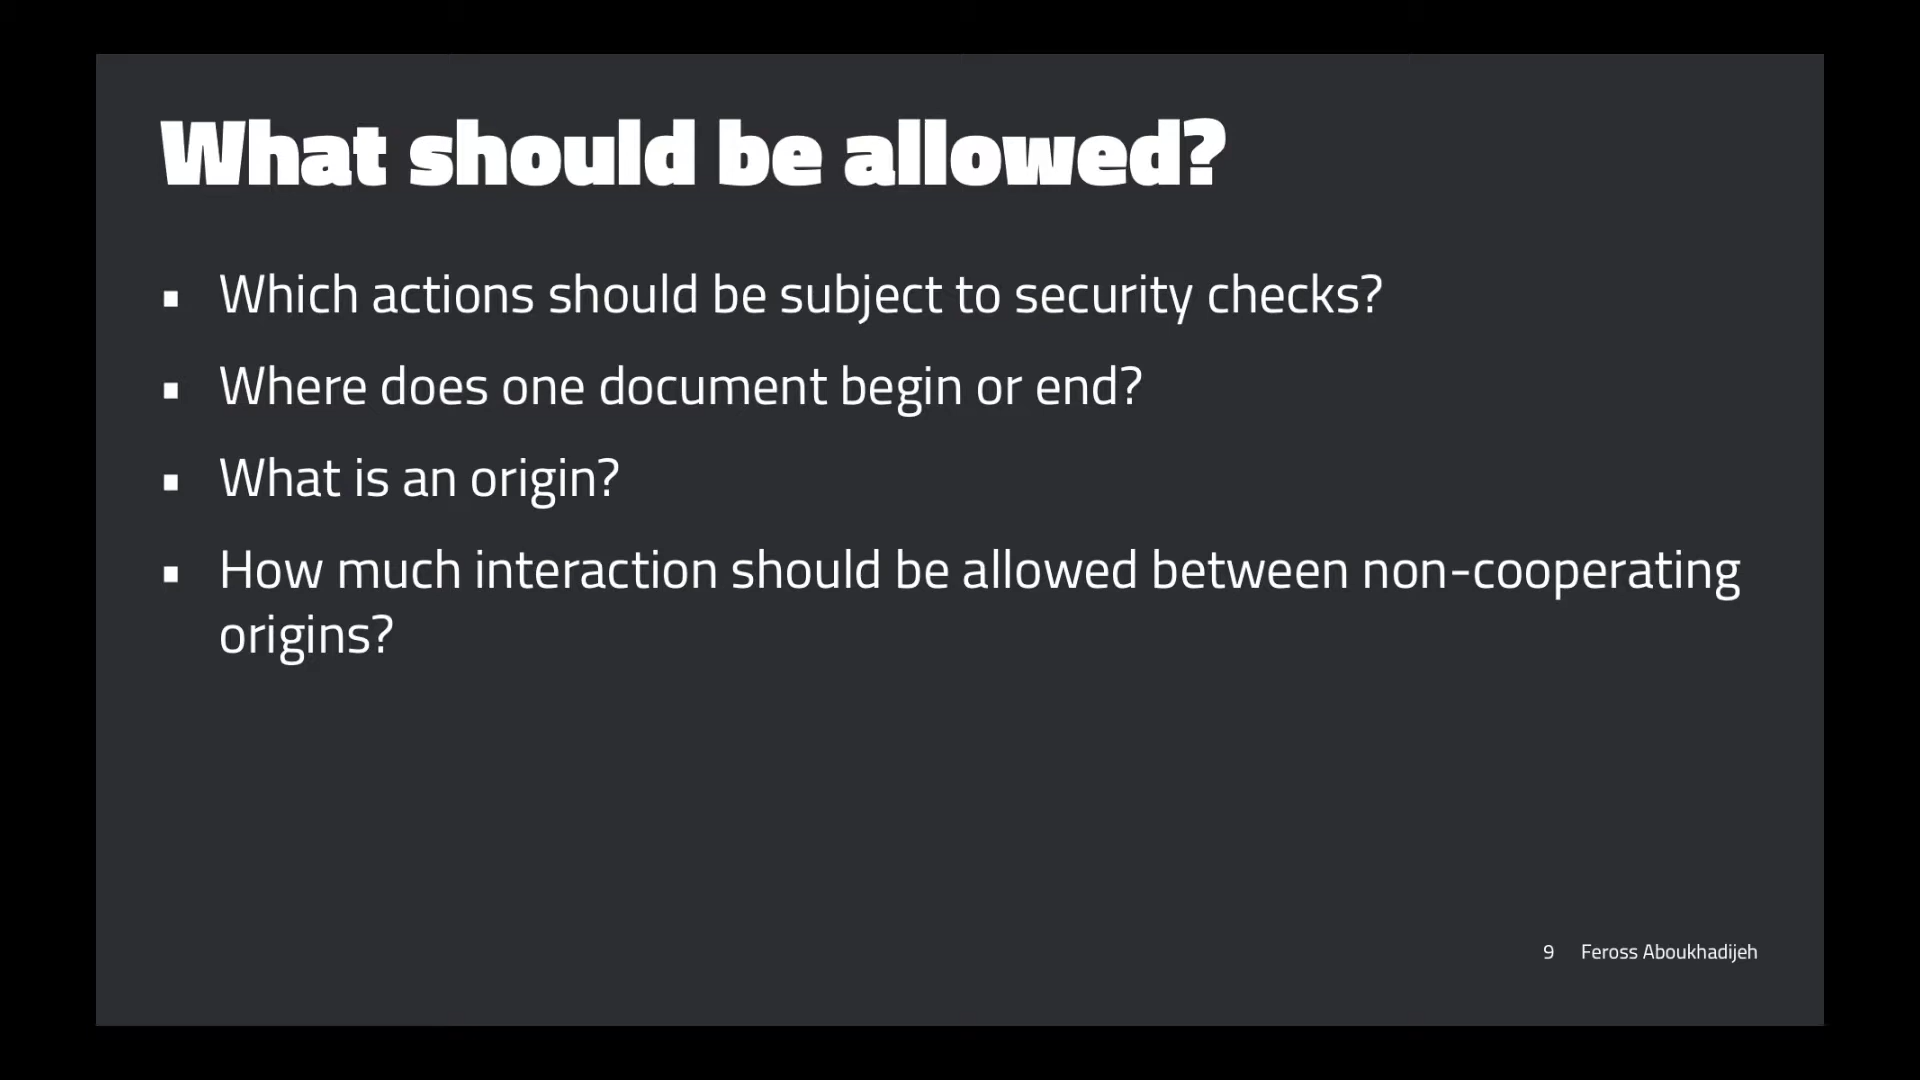 What should be allowed?
▪ Which actions should be subject to security checks?
▪ Where does one document begin or end?
▪ What is an origin?
▪ How much interaction should be allowed between non-cooperating
origins?
9 Feross Aboukhadijeh